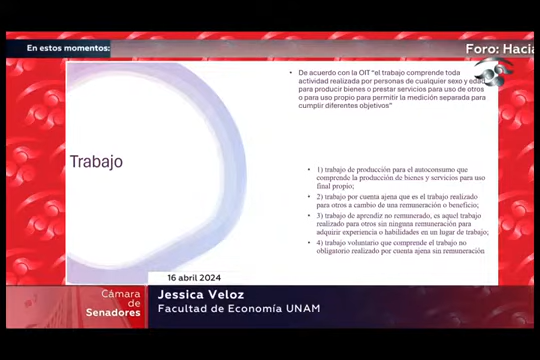 En estos momentos:
Foro: Hacia
• De acuerdo con la OIT "el trabajo comprende toda
actividad realizada por personas de cualquier sexo y edad
para producir bienes o prestar servicios para uso de otros
o para uso propio para permitir la medición separada para
cumplir diferentes objetivos"
Trabajo
• 1) trabajo de producción para el autoconsumo que
comprende la producción de bienes y servicios para uso
final propio;
• 2) trabajo por cuenta ajena que es el trabajo realizado
para otros a cambio de una remuneración o beneficio;
• 3) trabajo de aprendiz no remunerado, es aquel trabajo
realizado para otros sin ninguna remuneración para
adquirir experiencia o habilidades en un lugar de trabajo;
• 4) trabajo voluntario que comprende el trabajo no
obligatorio realizado por cuenta ajena sin remuneración
16 abril 2024
Cámara
de
Senadores
Jessica Veloz
Facultad de Economía UNAM